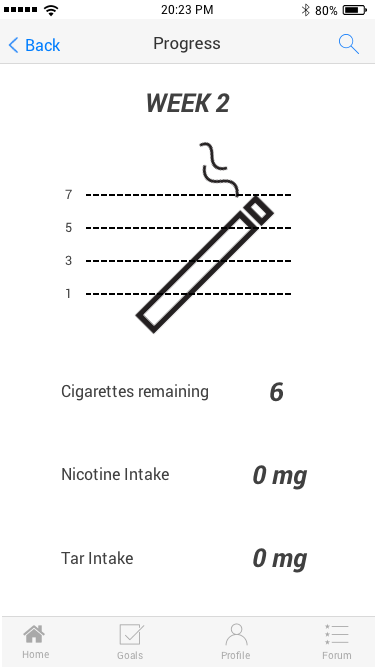 20:23 PM 80%
Back Progress
WEEK 2
7
5
3
1
Cigarettes remaining 6
Nicotine Intake 0 mg
Tar Intake 0 mg
Home Goals Profile Forum